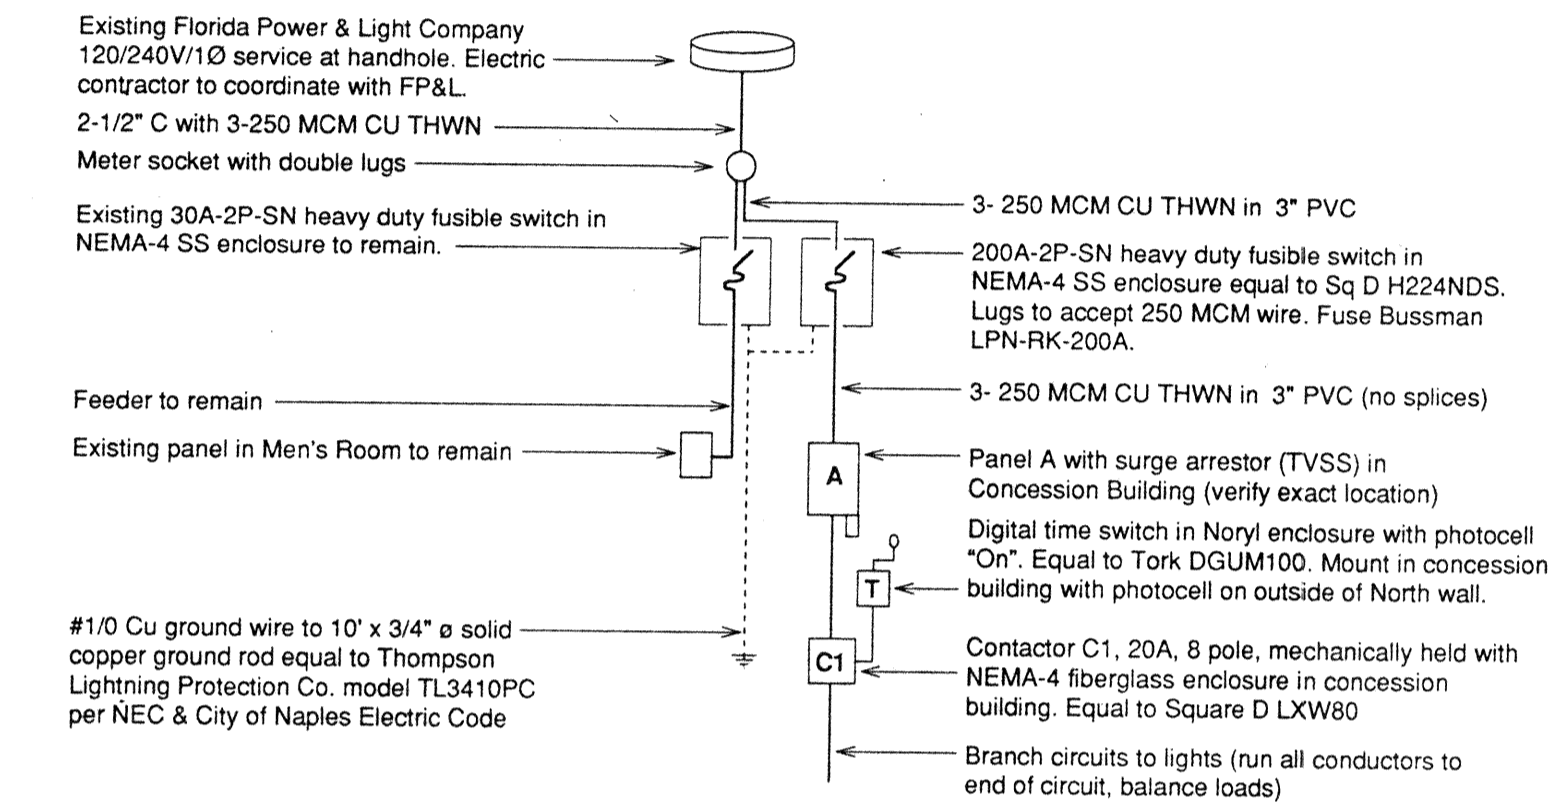 Existing Florida Power & Light Company
120/240V/1Ø service at handhole. Electric
contractor to coordinate with FP&L.
2-1/2" C with 3-250 MCM CU THWN
Meter socket with double lugs
Existing 30A-2P-SN heavy duty fusible switch in
NEMA-4 SS enclosure to remain.
Feeder to remain
Existing panel in Men's Room to remain
#1/0 Cu ground wire to 10' x 3/4" ø solid
copper ground rod equal to Thompson
Lightning Protection Co. model TL3410PC
per NEC & City of Naples Electric Code
3- 250 MCM CU THWN in 3" PVC
200A-2P-SN heavy duty fusible switch in
NEMA-4 SS enclosure equal to Sq D H224NDS.
Lugs to accept 250 MCM wire. Fuse Bussman
LPN-RK-200A.
3- 250 MCM CU THWN in 3" PVC (no splices)
A
Panel A with surge arrestor (TVSS) in
Concession Building (verify exact location)
Digital time switch in Noryl enclosure with photocell
"On". Equal to Tork DGUM100. Mount in concession
building with photocell on outside of North wall.
T
C1
Contactor C1, 20A, 8 pole, mechanically held with
NEMA-4 fiberglass enclosure in concession
building. Equal to Square D LXW80
Branch circuits to lights (run all conductors to
end of circuit, balance loads)